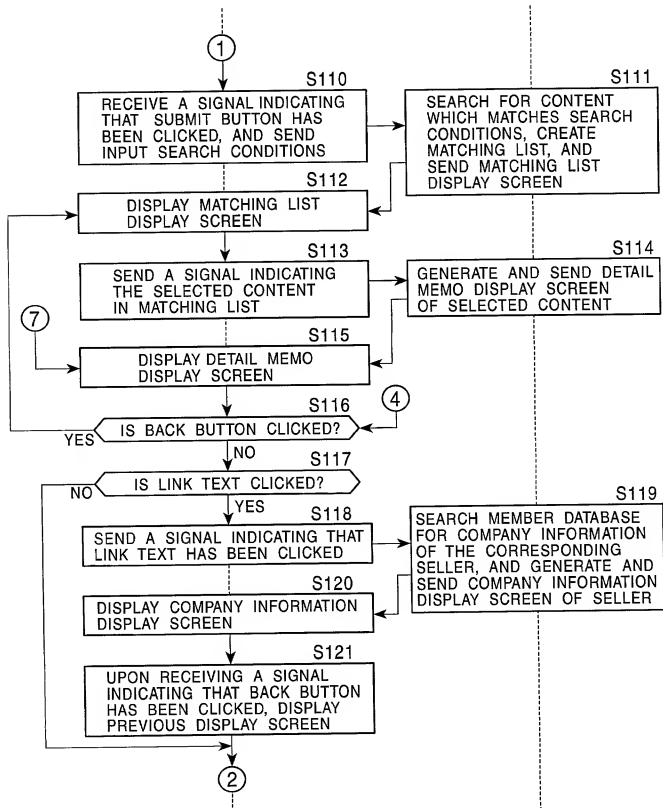 1
S110
RECEIVE A SIGNAL INDICATING
THAT SUBMIT BUTTON HAS
BEEN CLICKED, AND SEND
INPUT SEARCH CONDITIONS
S111
SEARCH FOR CONTENT
WHICH MATCHES SEARCH
CONDITIONS, CREATE
MATCHING LIST, AND
SEND MATCHING LIST
DISPLAY SCREEN
S112
DISPLAY MATCHING LIST
DISPLAY SCREEN
S113
SEND A SIGNAL INDICATING
THE SELECTED CONTENT
IN MATCHING LIST
S114
GENERATE AND SEND DETAIL
MEMO DISPLAY SCREEN
OF SELECTED CONTENT
7
S115
DISPLAY DETAIL MEMO
DISPLAY SCREEN
S116
4
IS BACK BUTTON CLICKED?
YES
NO
S117
IS LINK TEXT CLICKED?
NO
YES
S118
SEND A SIGNAL INDICATING THAT
LINK TEXT HAS BEEN CLICKED
S119
SEARCH MEMBER DATABASE
FOR COMPANY INFORMATION
OF THE CORRESPONDING
SELLER, AND GENERATE AND
SEND COMPANY INFORMATION
DISPLAY SCREEN OF SELLER
S120
DISPLAY COMPANY INFORMATION
DISPLAY SCREEN
S121
UPON RECEIVING A SIGNAL
INDICATING THAT BACK BUTTON
HAS BEEN CLICKED, DISPLAY
PREVIOUS DISPLAY SCREEN
2